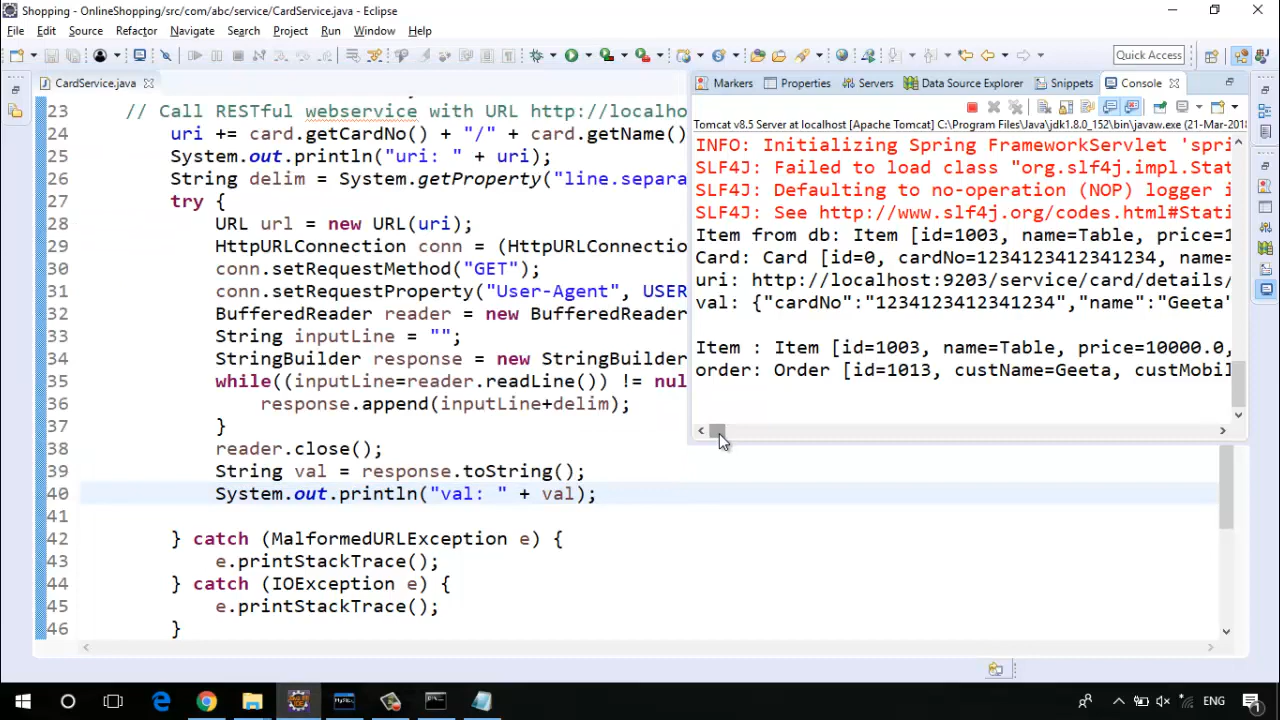 Shopping - OnlineShopping/src/com/abc/service/CardService.java - Eclipse
File Edit Source Refactor Navigate Search Project Run Window Help
Quick Access
CardService.java
Markers Properties Servers Data Source Explorer Snippets Console
Tomcat v8.5 Server at localhost [Apache Tomcat] C:\Program Files\Java\jdk1.8.0_152\bin\javaw.exe (21-Mar-2018
23 // Call RESTful webservice with URL http://localho
24 uri += card.getCardNo() + "/" + card.getName()
25 System.out.println("uri: " + uri);
26 String delim = System.getProperty("line.separa
27 try {
28 URL url = new URL(uri);
29 HttpURLConnection conn = (HttpURLConnectio
30 conn.setRequestMethod("GET");
31 conn.setRequestProperty("User-Agent", USER
32 BufferedReader reader = new BufferedReader
33 String inputLine = "";
34 StringBuilder response = new StringBuilder
35 while((inputLine=reader.readLine()) != nul
36 response.append(inputLine+delim);
37 }
38 reader.close();
39 String val = response.toString();
40 System.out.println("val: " + val);
41
42 } catch (MalformedURLException e) {
43 e.printStackTrace();
44 } catch (IOException e) {
45 e.printStackTrace();
46 }
INFO: Initializing Spring FrameworkServlet 'spri
SLF4J: Failed to load class "org.slf4j.impl.Stat
SLF4J: Defaulting to no-operation (NOP) logger i
SLF4J: See http://www.slf4j.org/codes.html#Stati
Item from db: Item [id=1003, name=Table, price=1
Card: Card [id=0, cardNo=1234123412341234, name=
uri: http://localhost:9203/service/card/details/
val: {"cardNo":"1234123412341234","name":"Geeta"
Item : Item [id=1003, name=Table, price=10000.0,
order: Order [id=1013, custName=Geeta, custMobil
ENG